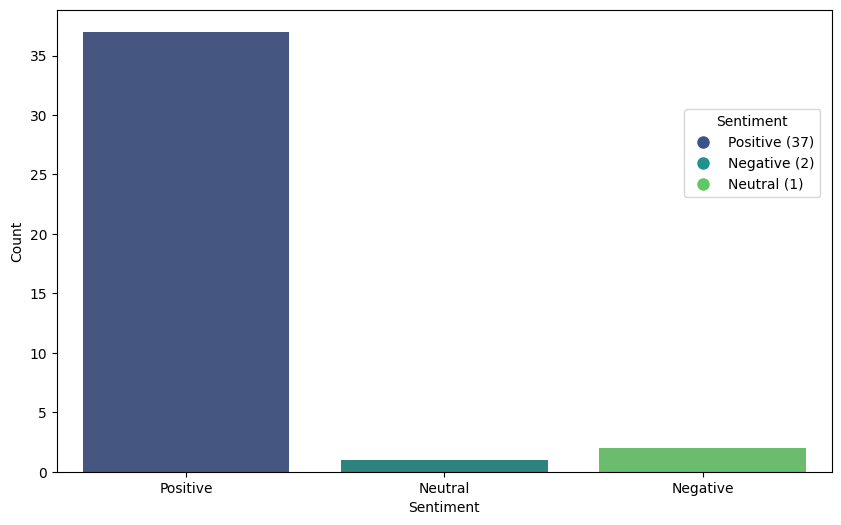 35
30
25
20
15
10
5
0
Count
Sentiment
Positive (37)
Negative (2)
Neutral (1)
Positive
Neutral
Negative
Sentiment